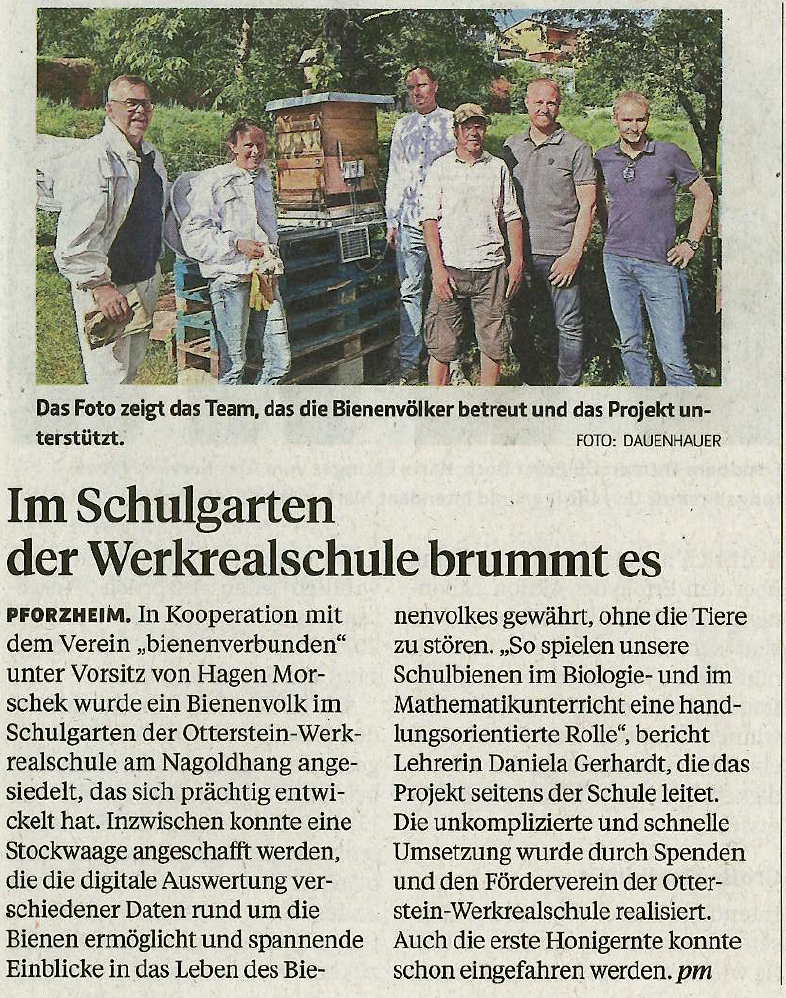 Das Foto zeigt das Team, das die Bienenvölker betreut und das Projekt un-
terstützt.
FOTO: DAUENHAUER
Im Schulgarten
der Werkrealschule brummt es
PFORZHEIM. In Kooperation mit
dem Verein „bienenverbunden“
unter Vorsitz von Hagen Mor-
schek wurde ein Bienenvolk im
Schulgarten der Otterstein-Werk-
realschule am Nagoldhang ange-
siedelt, das sich prächtig entwi-
ckelt hat. Inzwischen konnte eine
Stockwaage angeschafft werden,
die die digitale Auswertung ver-
schiedener Daten rund um die
Bienen ermöglicht und spannende
Einblicke in das Leben des Bie-
nenvolkes gewährt, ohne die Tiere
zu stören. „So spielen unsere
Schulbienen im Biologie- und im
Mathematikunterricht eine hand-
lungsorientierte Rolle“, bericht
Lehrerin Daniela Gerhardt, die das
Projekt seitens der Schule leitet.
Die unkomplizierte und schnelle
Umsetzung wurde durch Spenden
und den Förderverein der Otter-
stein-Werkrealschule realisiert.
Auch die erste Honigernte konnte
schon eingefahren werden. pm